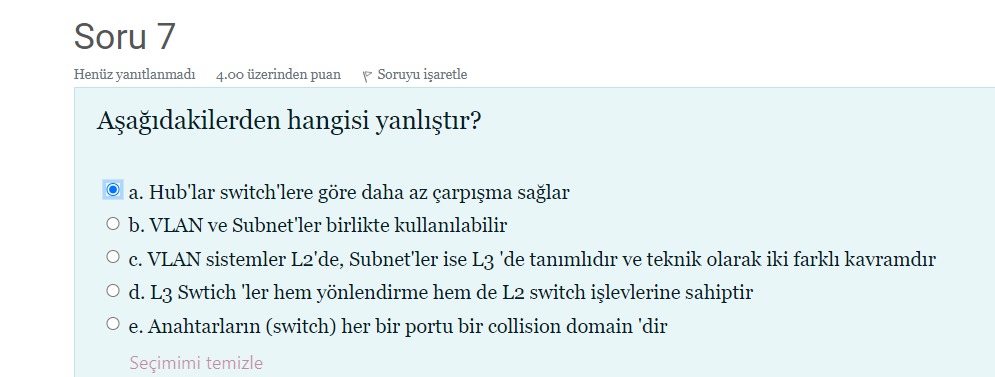 Soru 7
Henüz yanıtlanmadı 4.00 üzerinden puan Soruyu işaretle
Aşağıdakilerden hangisi yanlıştır?
a. Hub'lar switch'lere göre daha az çarpışma sağlar
b. VLAN ve Subnet'ler birlikte kullanılabilir
c. VLAN sistemler L2'de, Subnet'ler ise L3 'de tanımlıdır ve teknik olarak iki farklı kavramdır
d. L3 Swtich 'ler hem yönlendirme hem de L2 switch işlevlerine sahiptir
e. Anahtarların (switch) her bir portu bir collision domain 'dir
Seçimimi temizle